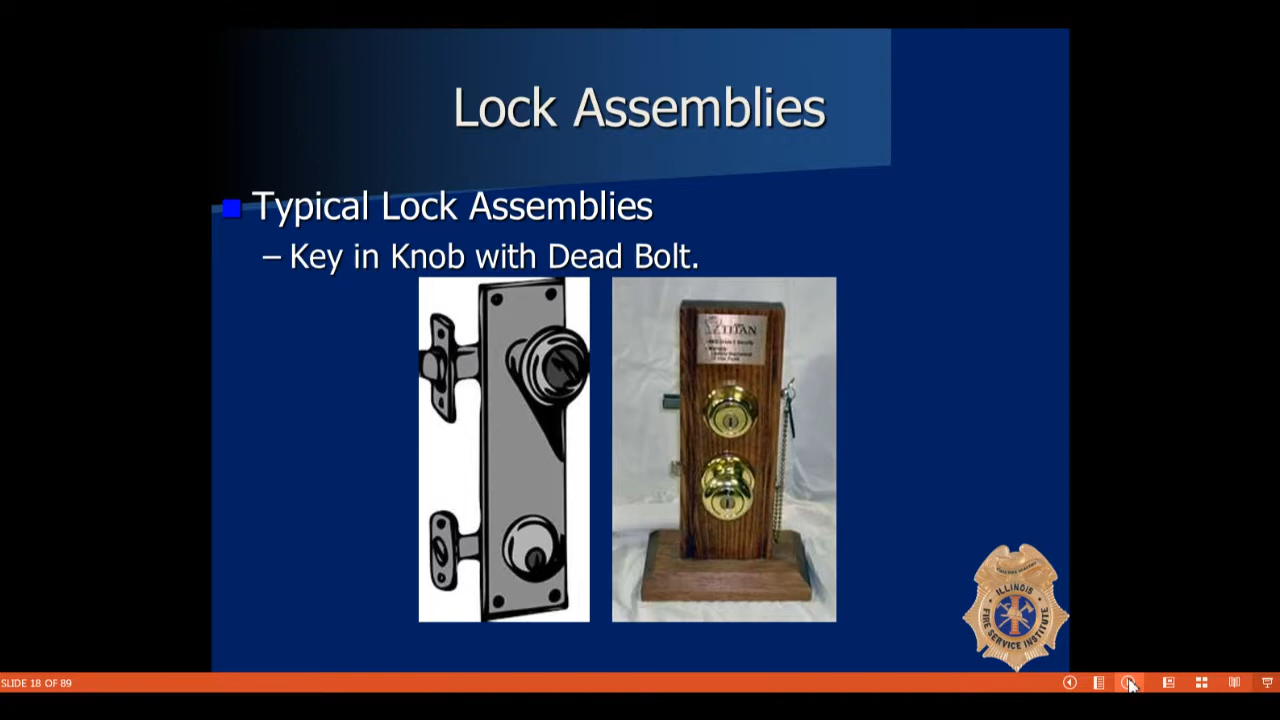 Lock Assemblies
Typical Lock Assemblies
– Key in Knob with Dead Bolt.
TITAN
ILLINOIS
FIRE SERVICE INSTITUTE
SLIDE 18 OF 89